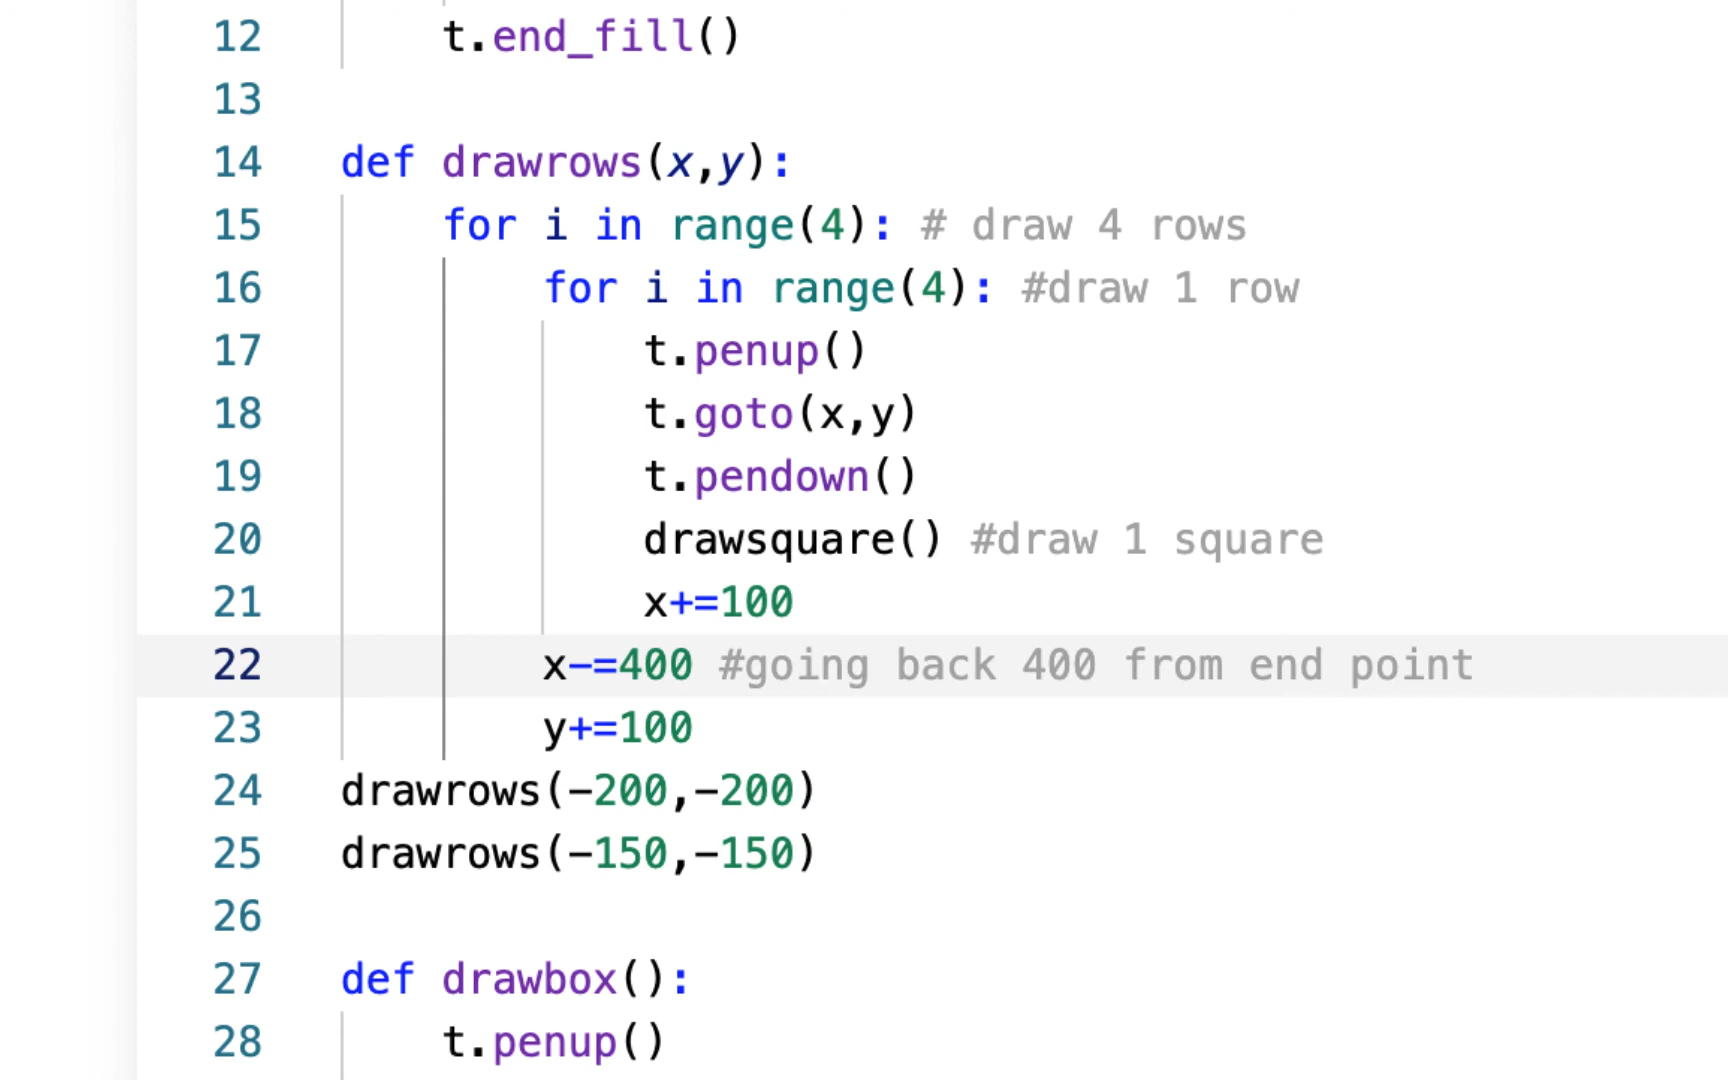 12 t.end_fill()
13
14 def drawrows(x,y):
15 for i in range(4): # draw 4 rows
16 for i in range(4): #draw 1 row
17 t.penup()
18 t.goto(x,y)
19 t.pendown()
20 drawsquare() #draw 1 square
21 x+=100
22 x-=400 #going back 400 from end point
23 y+=100
24 drawrows(-200,-200)
25 drawrows(-150,-150)
26
27 def drawbox():
28 t.penup()